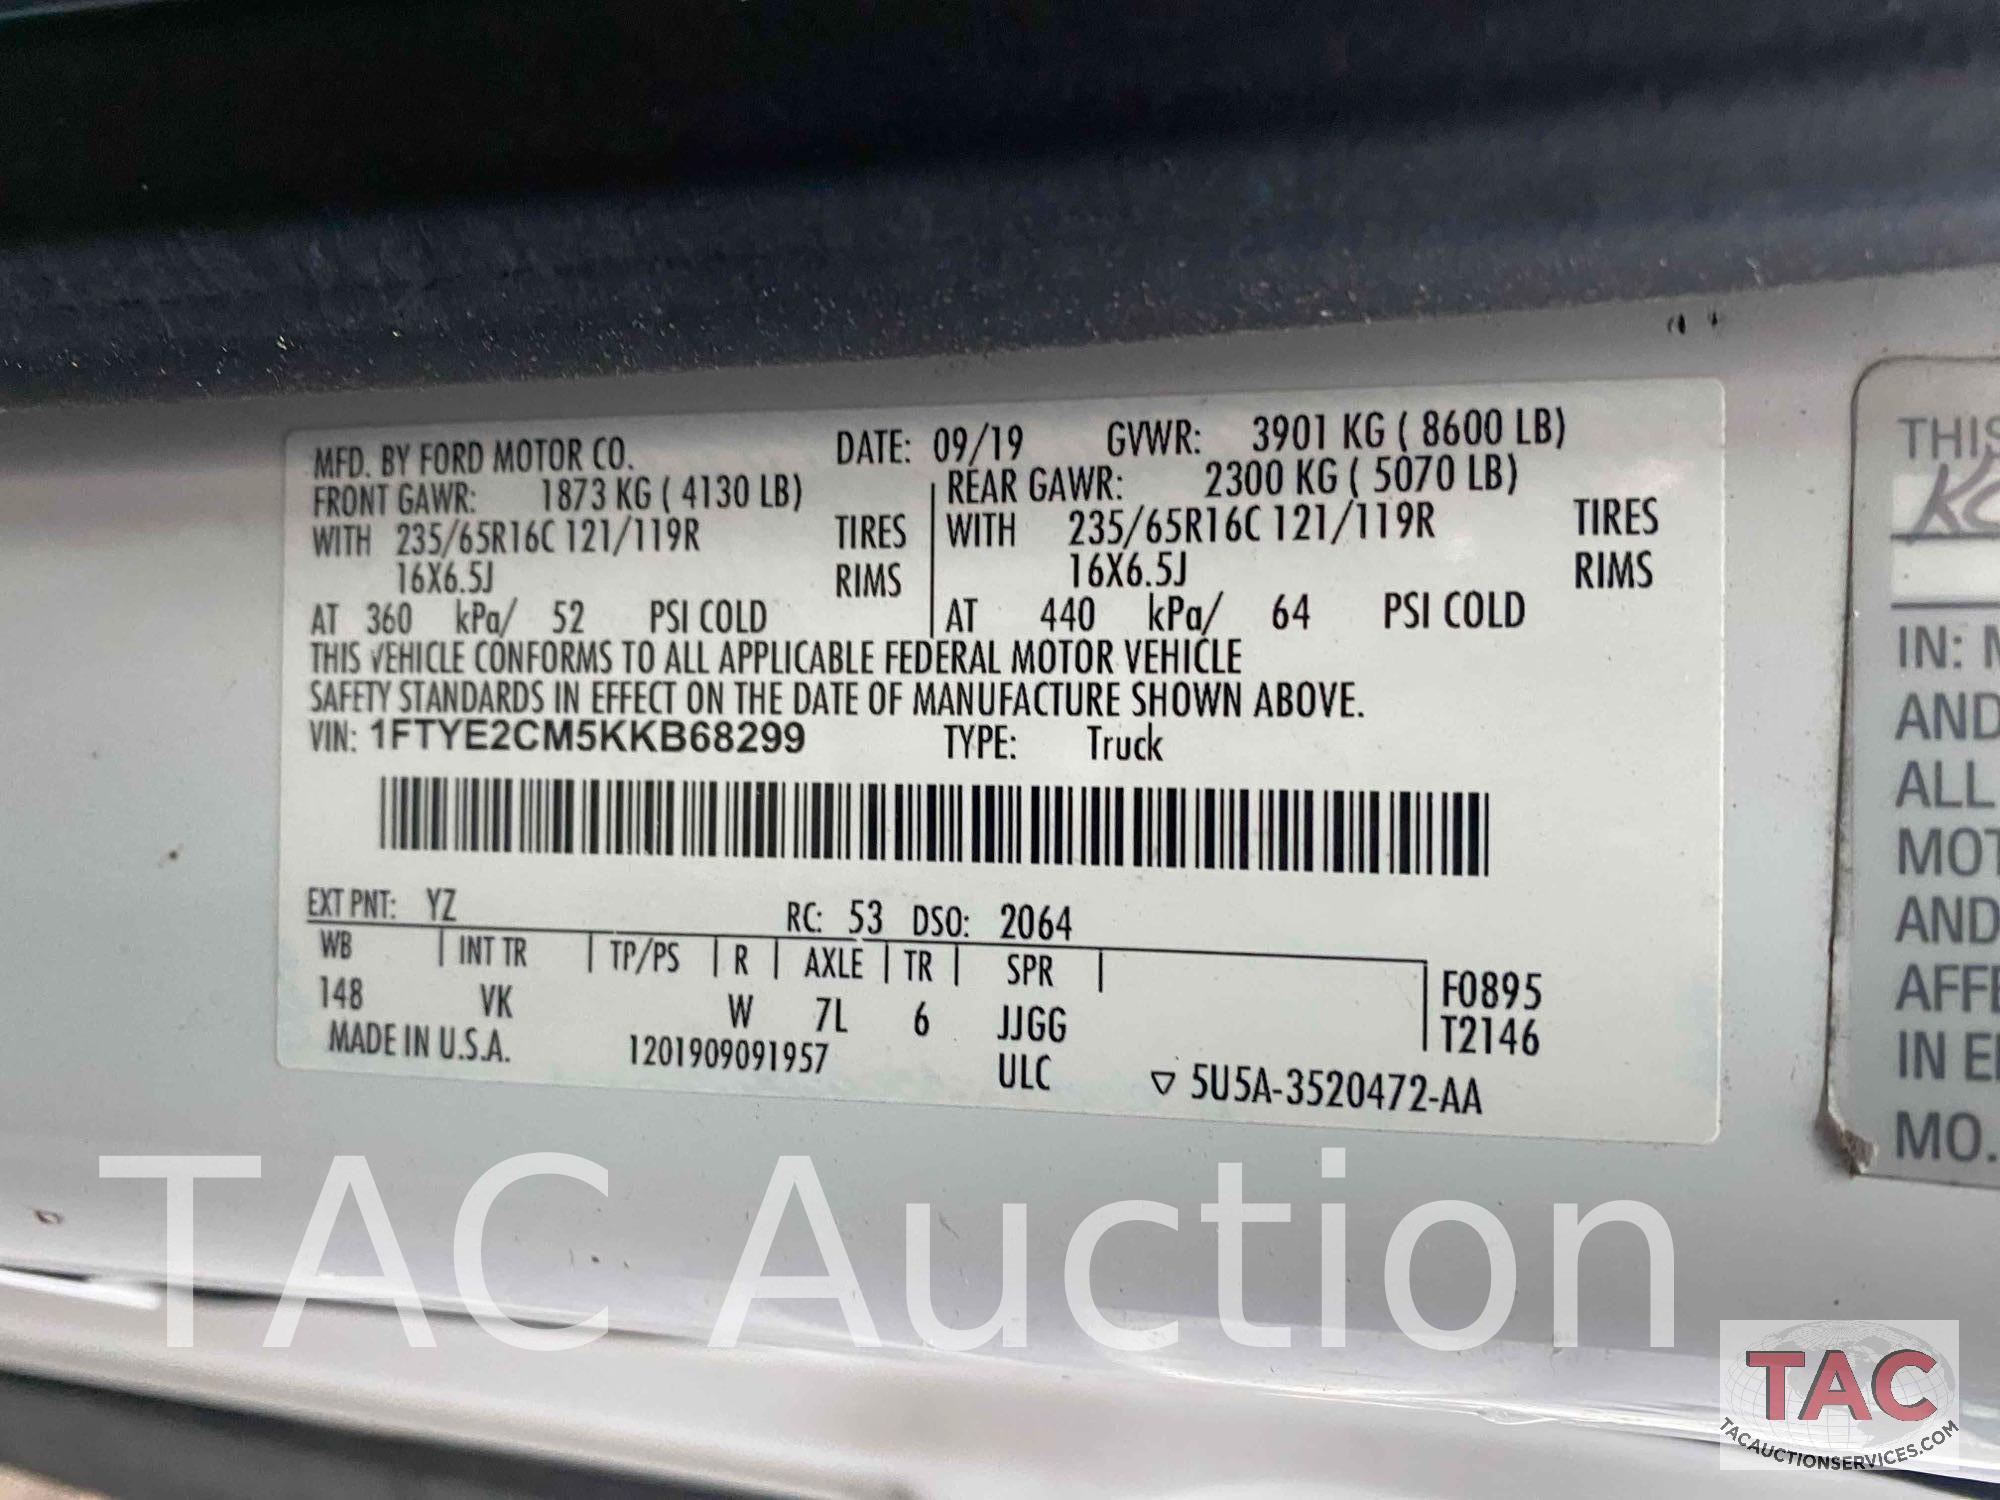 MFD. BY FORD MOTOR CO. DATE: 09/19 GVWR: 3901 KG ( 8600 LB)
FRONT GAWR: 1873 KG ( 4130 LB) REAR GAWR: 2300 KG ( 5070 LB)
WITH 235/65R16C 121/119R TIRES WITH 235/65R16C 121/119R TIRES
16X6.5J RIMS 16X6.5J RIMS
AT 360 kPa/ 52 PSI COLD AT 440 kPa/ 64 PSI COLD
THIS VEHICLE CONFORMS TO ALL APPLICABLE FEDERAL MOTOR VEHICLE
SAFETY STANDARDS IN EFFECT ON THE DATE OF MANUFACTURE SHOWN ABOVE.
VIN: 1FTYE2CM5KKB68299 TYPE: Truck
EXT PNT: YZ RC: 53 DSO: 2064
WB INT TR TP/PS R AXLE TR SPR F0895
148 VK W 7L 6 JJGG T2146
MADE IN U.S.A. 1201909091957 ULC ▽ 5U5A-3520472-AA
THIS
IN:
AND
ALL
MOT
AND
AFFE
IN E
MO.
TAC Auction
TAC
TACAUCTIONSERVICES.COM